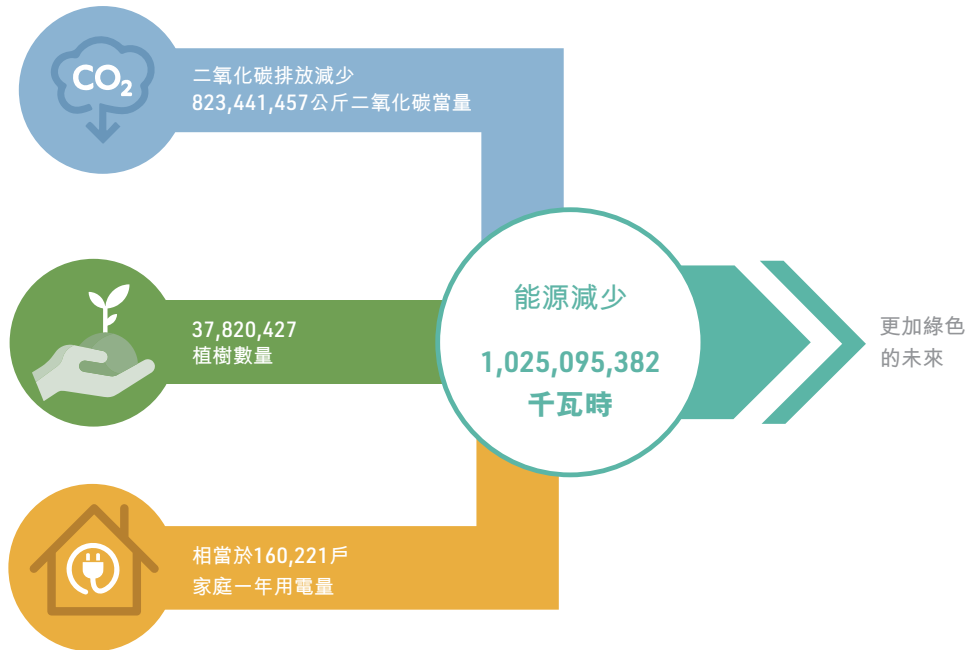 CO₂
二氧化碳排放減少
823,441,457公斤二氧化碳當量
37,820,427
植樹數量
相當於160,221戶
家庭一年用電量
能源減少
1,025,095,382
千瓦時
更加綠色
的未來